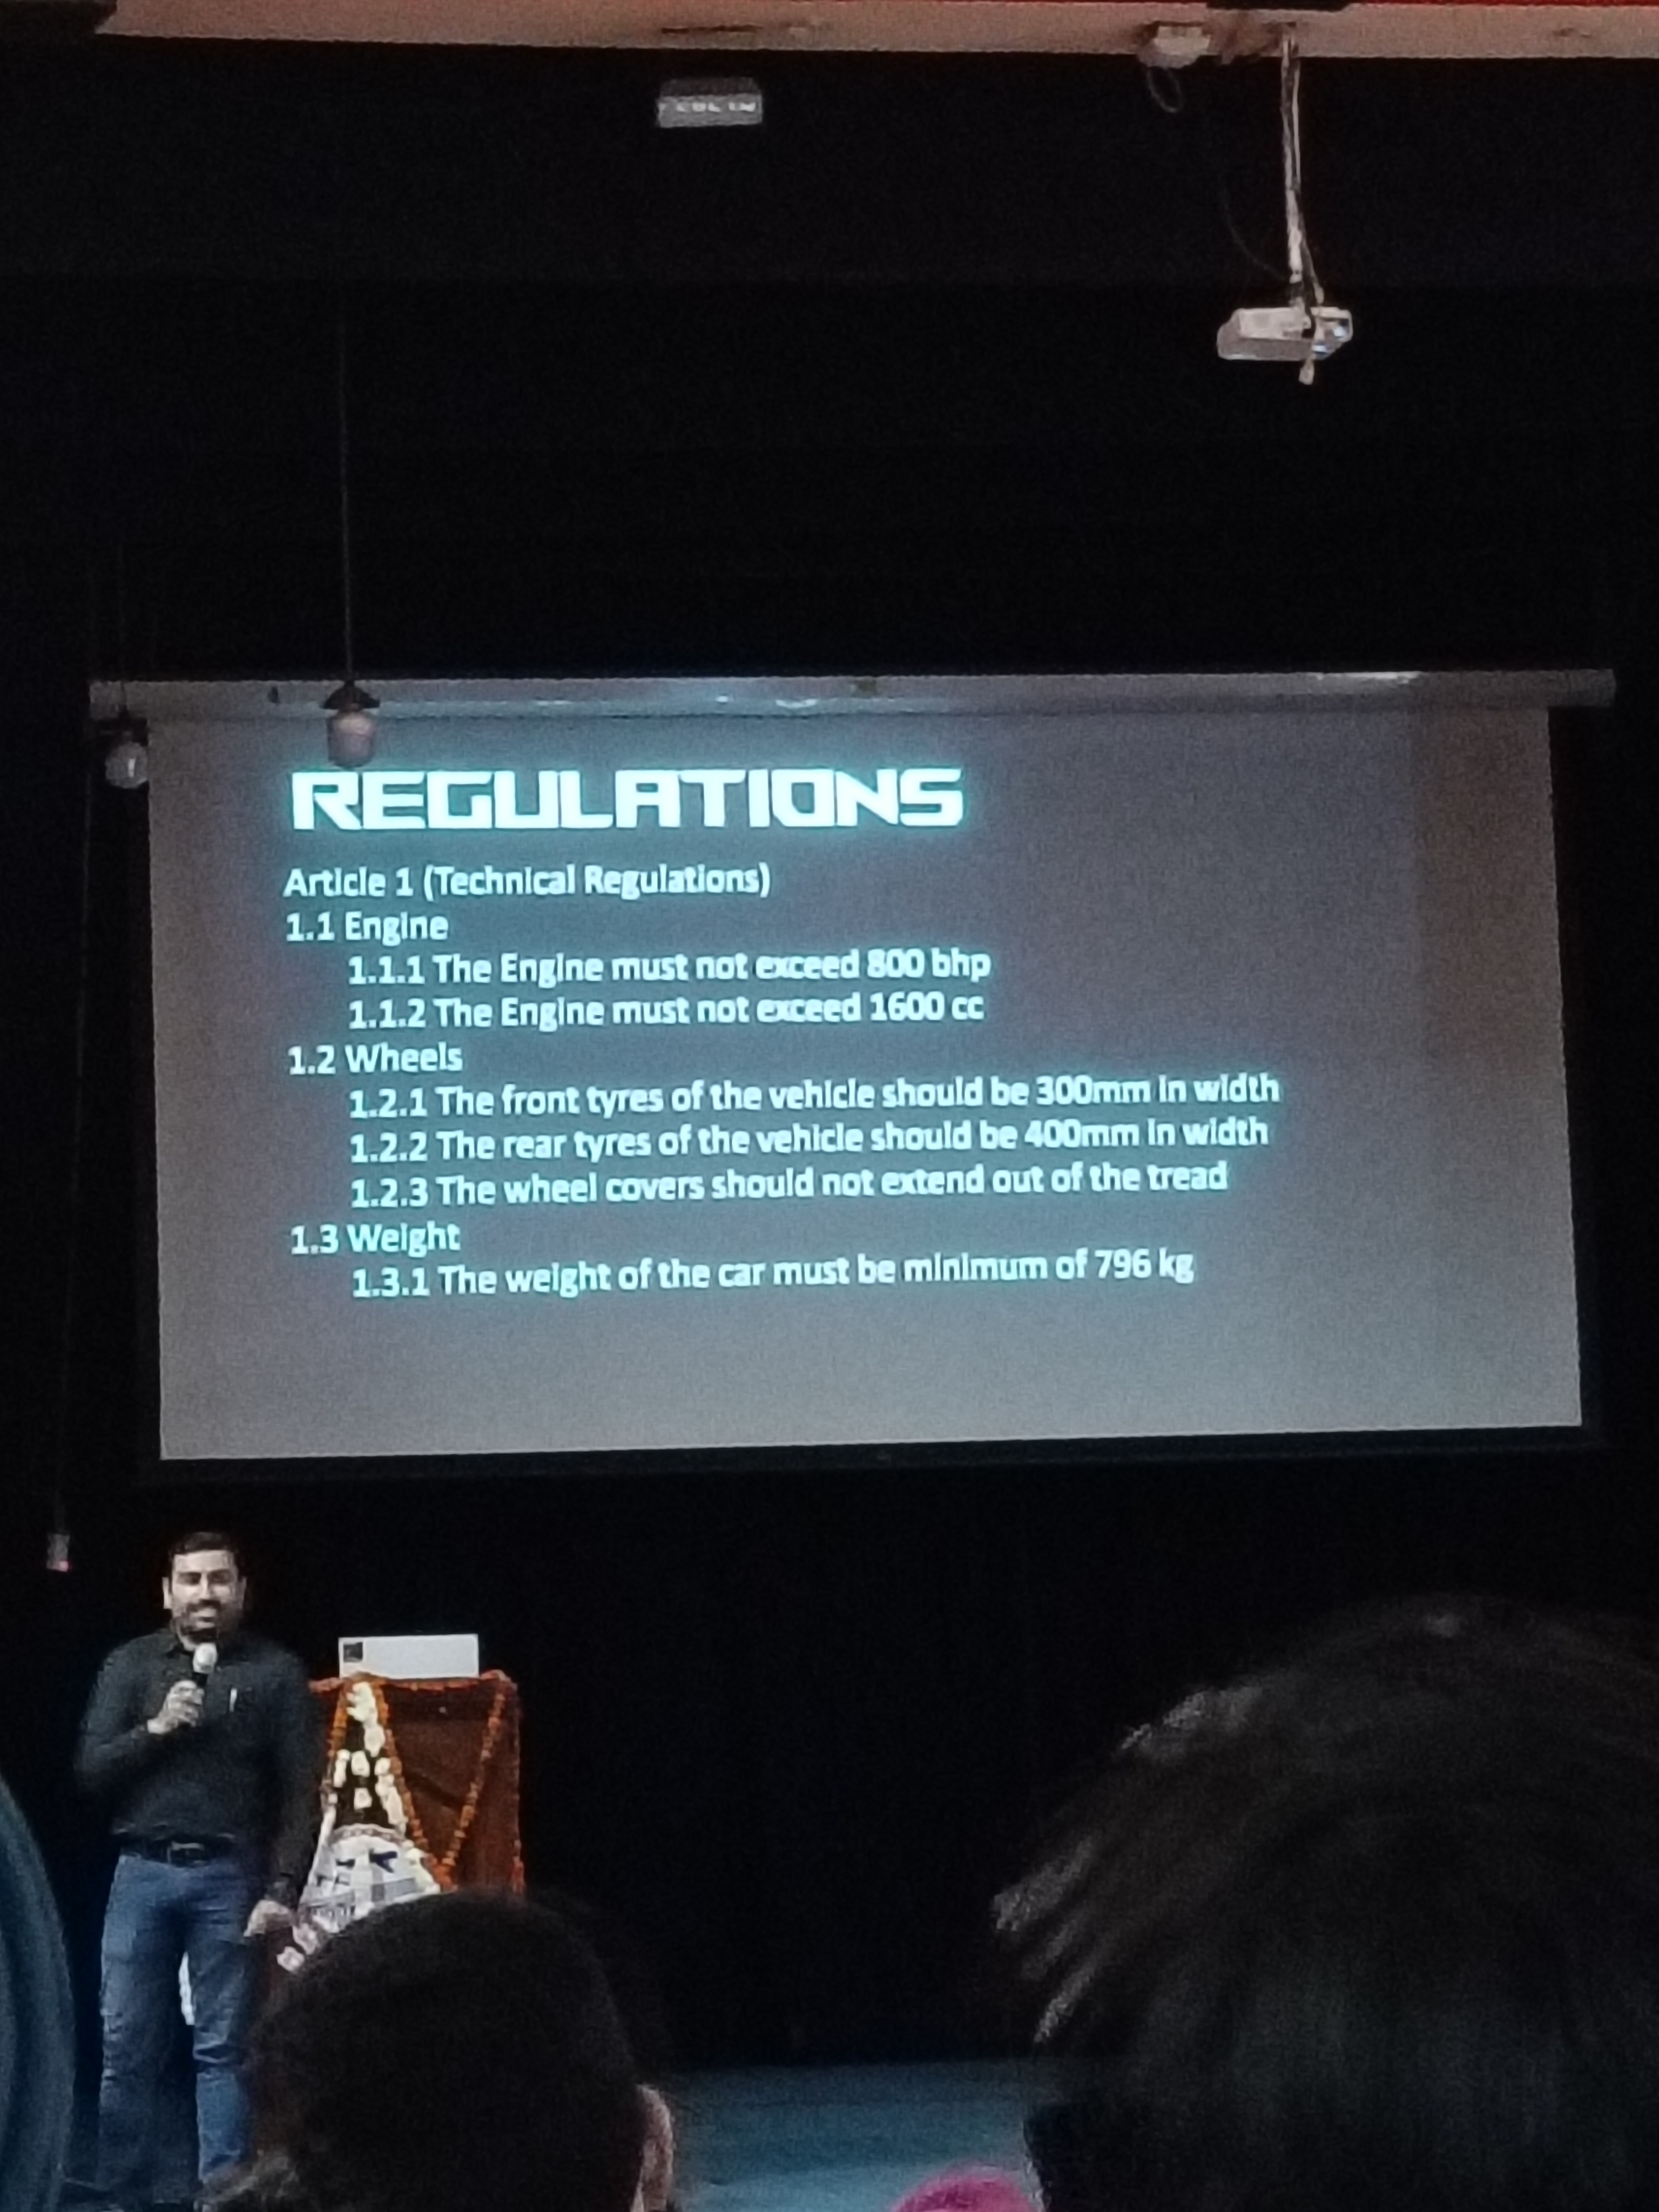 REGULATIONS
Article 1 (Technical Regulations)
1.1 Engine
1.1.1 The Engine must not exceed 800 bhp
1.1.2 The Engine must not exceed 1600 cc
1.2 Wheels
1.2.1 The front tyres of the vehicle should be 300mm in width
1.2.2 The rear tyres of the vehicle should be 400mm in width
1.2.3 The wheel covers should not extend out of the tread
1.3 Weight
1.3.1 The weight of the car must be minimum of 796 kg